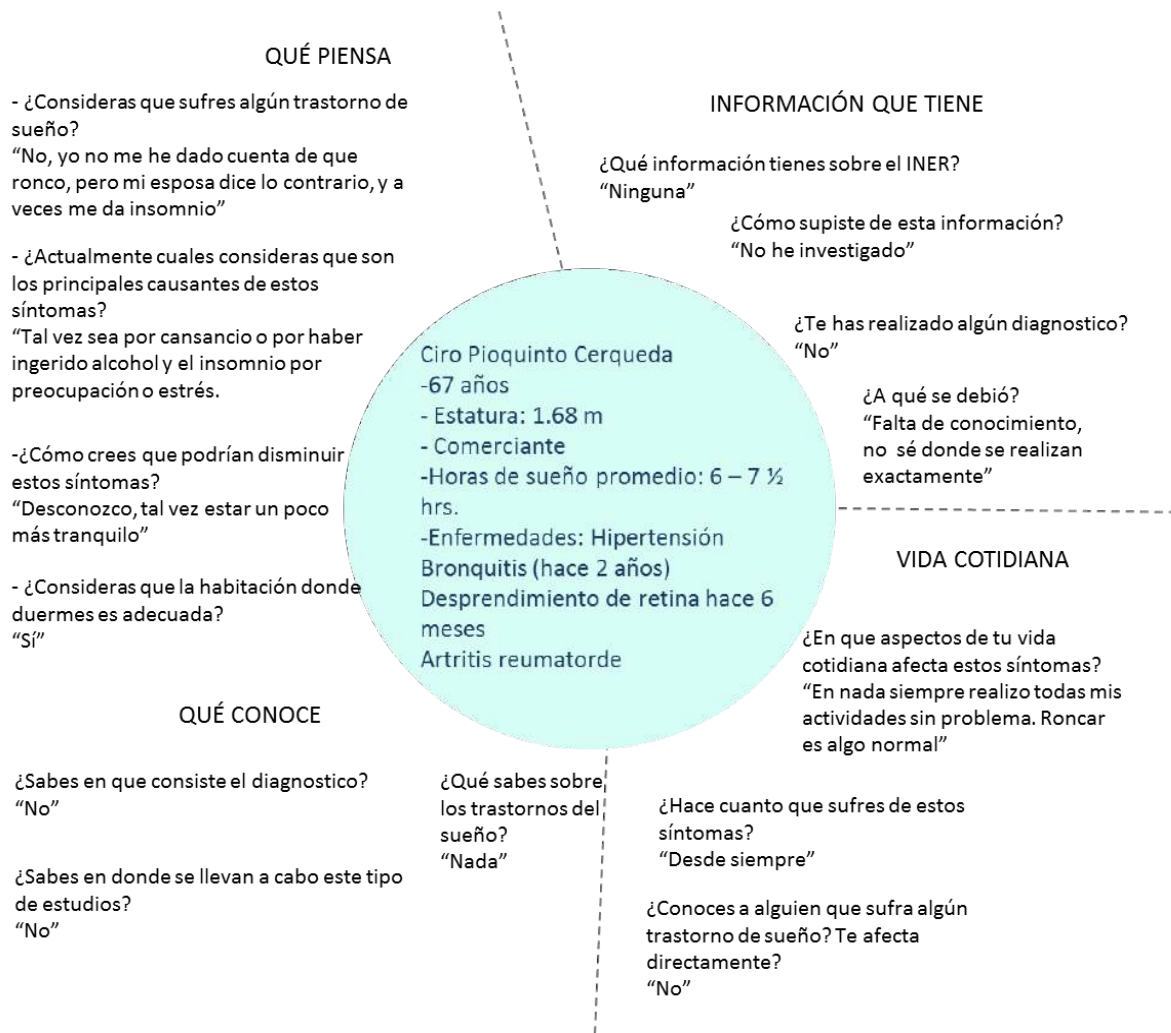 QUÉ PIENSA
- ¿Consideras que sufres algún trastorno de
sueño?
“No, yo no me he dado cuenta de que
ronco, pero mi esposa dice lo contrario, y a
veces me da insomnio”
- ¿Actualmente cuales consideras que son
los principales causantes de estos
síntomas?
“Tal vez sea por cansancio o por haber
ingerido alcohol y el insomnio por
preocupación o estrés.
-¿Cómo crees que podrían disminuir
estos síntomas?
“Desconozco, tal vez estar un poco
más tranquilo”
- ¿Consideras que la habitación donde
duermes es adecuada?
“Sí”
INFORMACIÓN QUE TIENE
¿Qué información tienes sobre el INER?
“Ninguna”
¿Cómo supiste de esta información?
“No he investigado”
¿Te has realizado algún diagnostico?
“No”
¿A qué se debió?
“Falta de conocimiento,
no sé donde se realizan
exactamente”
Ciro Pioquinto Cerqueda
-67 años
- Estatura: 1.68 m
- Comerciante
-Horas de sueño promedio: 6 – 7 ½
hrs.
-Enfermedades: Hipertensión
Bronquitis (hace 2 años)
Desprendimiento de retina hace 6
meses
Artritis reumatorde
VIDA COTIDIANA
¿En que aspectos de tu vida
cotidiana afecta estos síntomas?
“En nada siempre realizo todas mis
actividades sin problema. Roncar
es algo normal”
¿Hace cuanto que sufres de estos
síntomas?
“Desde siempre”
¿Conoces a alguien que sufra algún
trastorno de sueño? Te afecta
directamente?
“No”
QUÉ CONOCE
¿Sabes en que consiste el diagnostico?
“No”
¿Sabes en donde se llevan a cabo este tipo
de estudios?
“No”
¿Qué sabes sobre
los trastornos del
sueño?
“Nada”